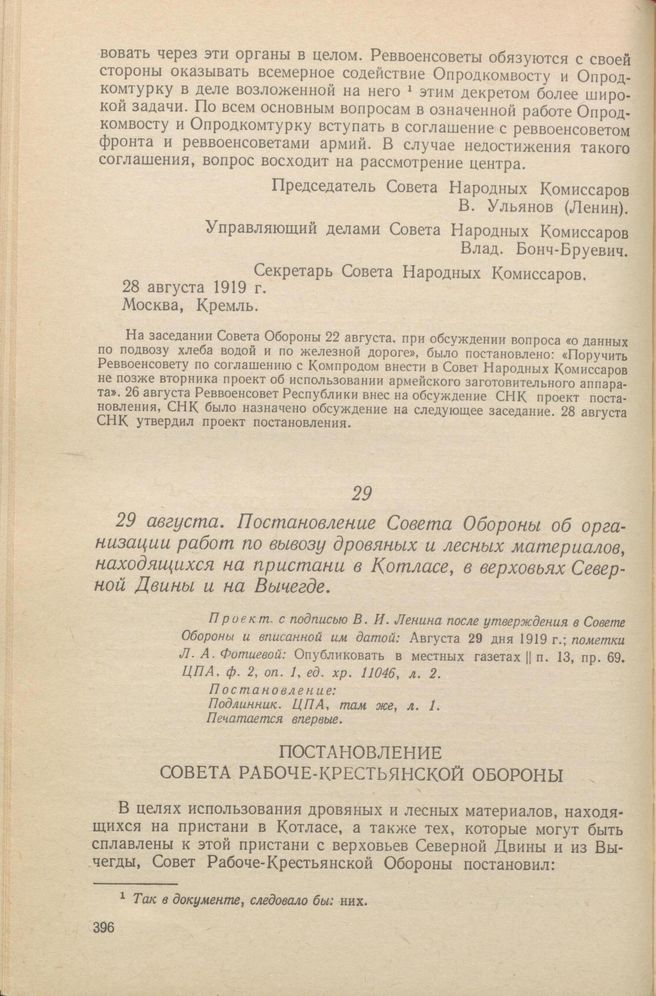 вовать через эти органы в целом. Реввоенсоветы обязуются с своей
стороны оказывать всемерное содействие Опродкомвосту и Опрод-
комтурку в деле возложенной на него ¹ этим декретом более широ-
кой задачи. По всем основным вопросам в означенной работе Опрод-
комвосту и Опродкомтурку вступать в соглашение с реввоенсоветом
фронта и реввоенсоветами армий. В случае недостижения такого
соглашения, вопрос восходит на рассмотрение центра.
Председатель Совета Народных Комиссаров
В. Ульянов (Ленин).
Управляющий делами Совета Народных Комиссаров
Влад. Бонч-Бруевич.
Секретарь Совета Народных Комиссаров.
28 августа 1919 г.
Москва, Кремль.
На заседании Совета Обороны 22 августа, при обсуждении вопроса «о данных
по подвозу хлеба водой и по железной дороге», было постановлено: «Поручить
Реввоенсовету по соглашению с Компродом внести в Совет Народных Комиссаров
не позже вторника проект об использовании армейского заготовительного аппара-
та». 26 августа Реввоенсовет Республики внес на обсуждение СНК проект поста-
новления, СНК было назначено обсуждение на следующее заседание. 28 августа
СНК утвердил проект постановления.
29
29 августа. Постановление Совета Обороны об орга-
низации работ по вывозу дровяных и лесных материалов,
находящихся на пристани в Котласе, в верховьях Север-
ной Двины и на Вычегде.
Проект. с подписью В. И. Ленина после утверждения в Совете
Обороны и вписанной им датой: Августа 29 дня 1919 г.; пометки
Л. А. Фотиевой: Опубликовать в местных газетах || п. 13, пр. 69.
ЦПА, ф. 2, оп. 1, ед. хр. 11046, л. 2.
Постановление:
Подлинник. ЦПА, там же, л. 1.
Печатается впервые.
ПОСТАНОВЛЕНИЕ
СОВЕТА РАБОЧЕ-КРЕСТЬЯНСКОЙ ОБОРОНЫ
В целях использования дровяных и лесных материалов, находя-
щихся на пристани в Котласе, а также тех, которые могут быть
сплавлены к этой пристани с верховьев Северной Двины и из Вы-
чегды, Совет Рабоче-Крестьянской Обороны постановил:
¹ Так в документе, следовало бы: них.
396